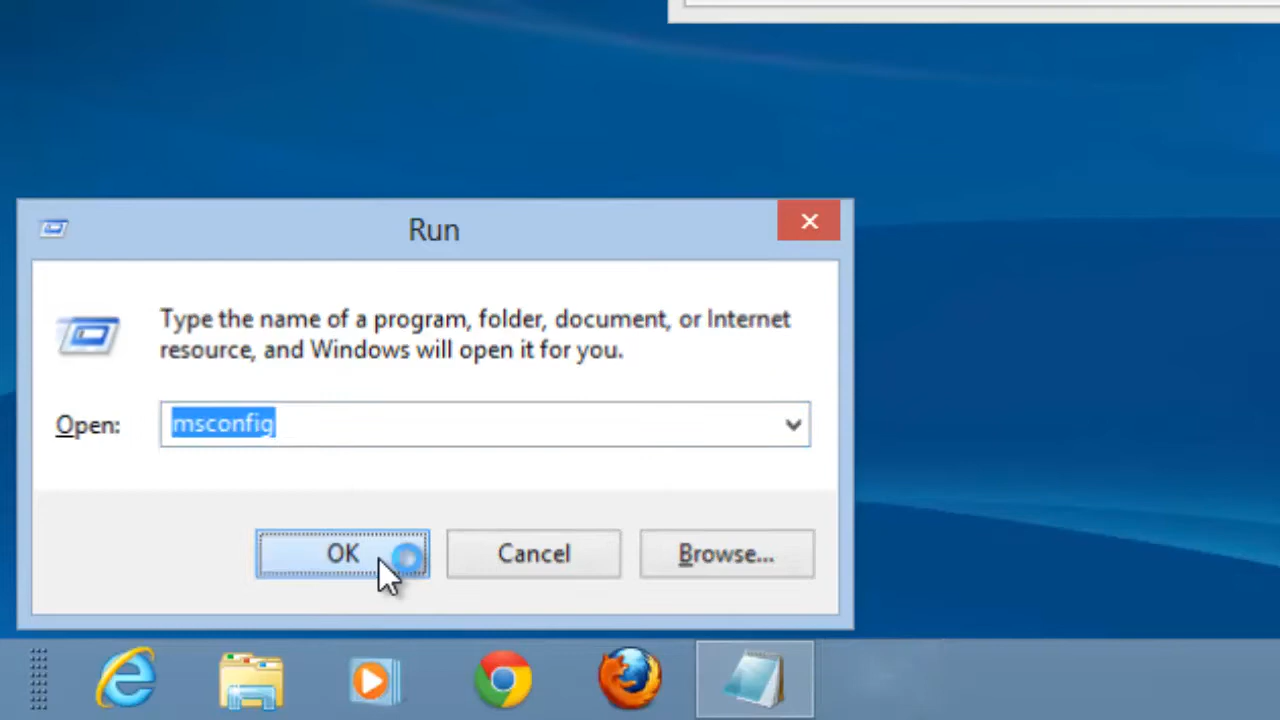 Run
Type the name of a program, folder, document, or Internet
resource, and Windows will open it for you.
Open: msconfig
OK Cancel Browse...